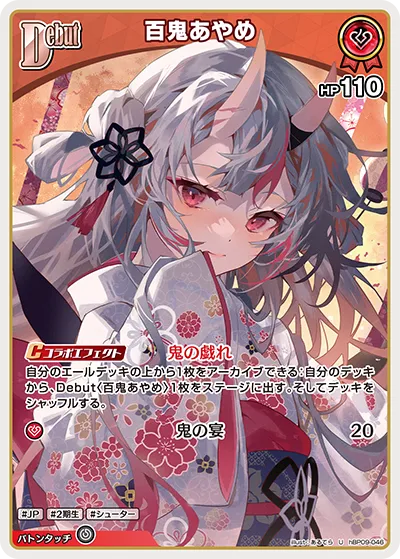 Debut
百鬼あやめ
HP110
コラボエフェクト 鬼の戯れ
自分のエールデッキの上から1枚をアーカイブできる:自分のデッキ
から、Debut〈百鬼あやめ〉1枚をステージに出す。そしてデッキを
シャッフルする。
鬼の宴 20
#JP #2期生 #シューター
バトンタッチ
illust: あるてら U hBP09-046